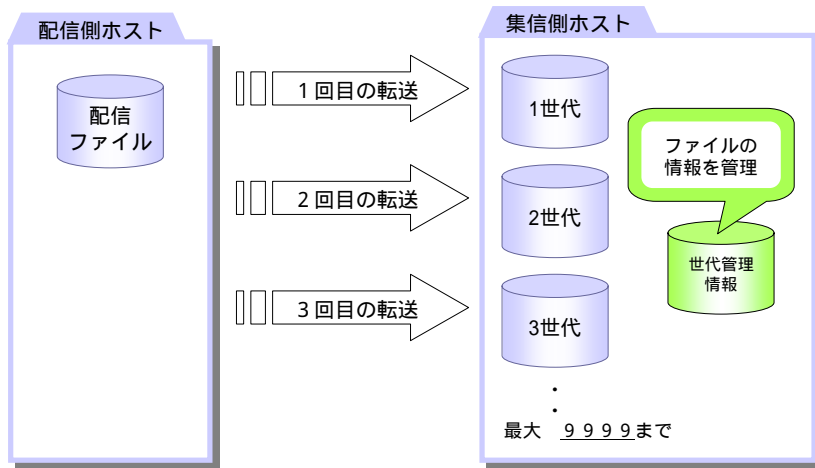 配信側ホスト
配信
ファイル
1回目の転送
2回目の転送
3回目の転送
集信側ホスト
1世代
2世代
3世代
・
・
最大 9999まで
ファイルの
情報を管理
世代管理
情報